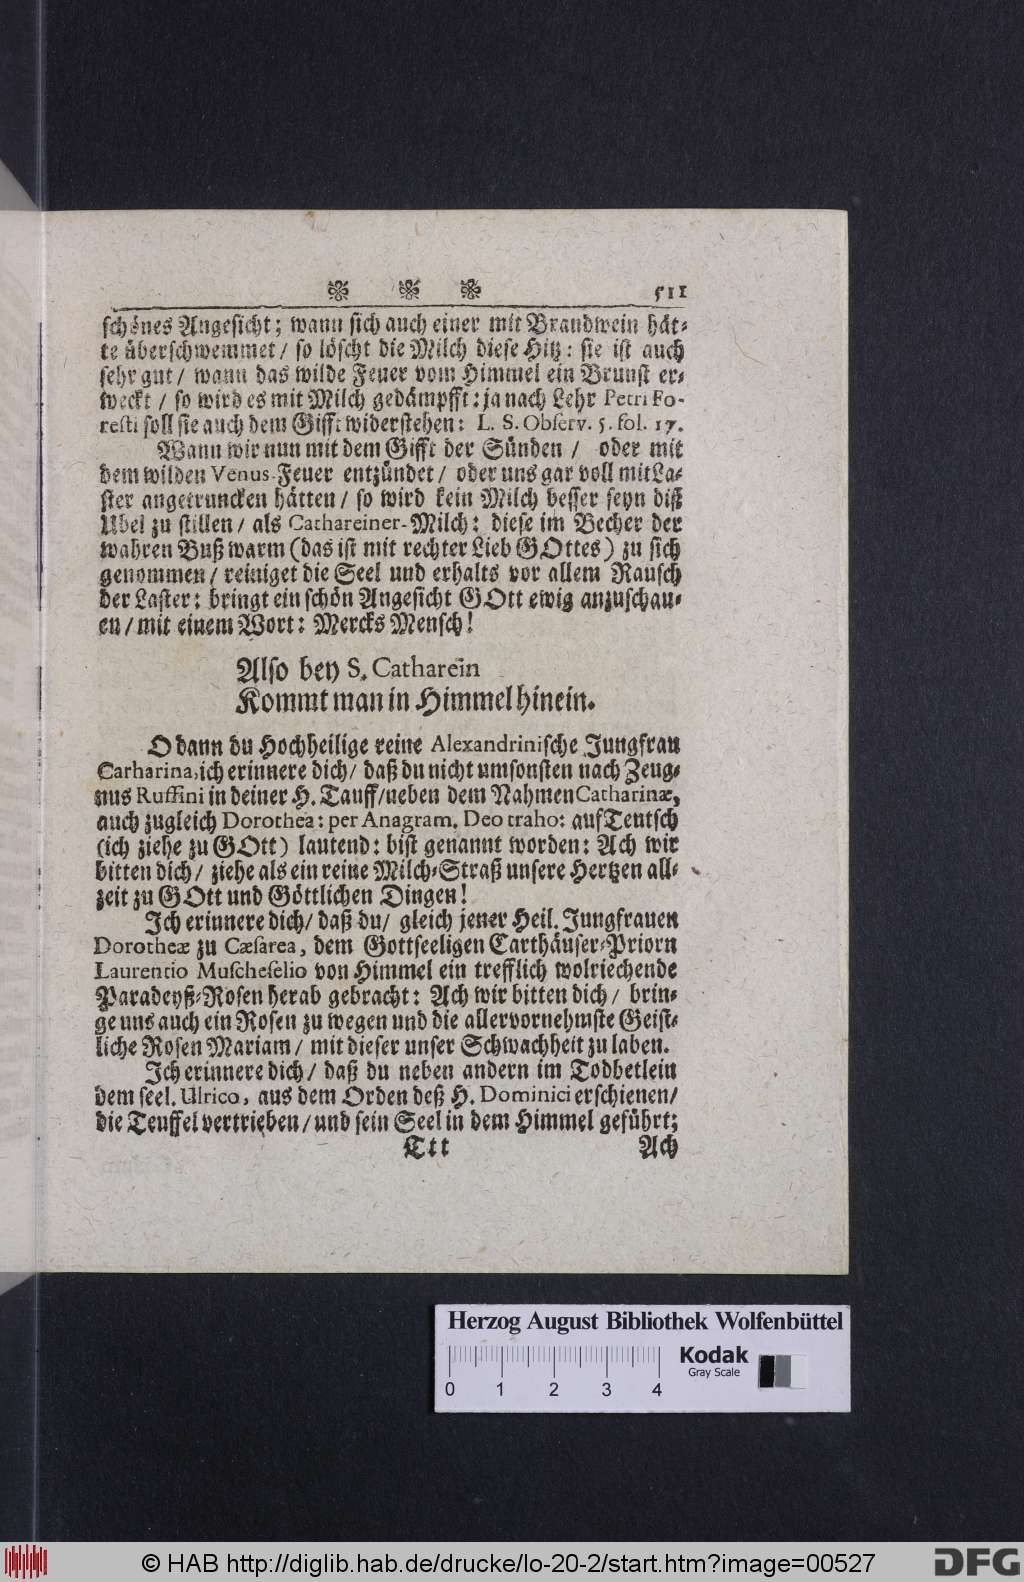 511
schönes Angesicht; wann sich auch einer mit Brandwein hät-
te überschwemmet / so löscht die Milch diese Hitz: sie ist auch
sehr gut / wann das wilde Feuer vom Himmel ein Brunst er-
weckt / so wird es mit Milch gedämpfft: ja nach Lehr Petri Fo-
resti soll sie auch dem Gifft widerstehen: L. S. Observ. 5. fol. 17.
Wann wir nun mit dem Gifft der Sünden / oder mit
dem wilden Venus-Feuer entzündet / oder uns gar voll mit La-
ster angetruncken hätten / so wird kein Milch besser seyn diß
Ubel zu stillen / als Cathareiner-Milch: diese im Becher der
wahren Buß warm (das ist mit rechter Lieb GOttes) zu sich
genommen / reiniget die Seel und erhalts vor allem Rausch
der Laster: bringt ein schön Angesicht GOtt ewig anzuschau-
en / mit einem Wort: Mercks Mensch!
Also bey S. Catharein
Kommt man in Himmel hinein.
O dann du Hochheilige reine Alexandrinische Jungfrau
Catharina, ich erinnere dich / daß du nicht umsonsten nach Zeug-
nus Ruffini in deiner H. Tauff / neben dem Nahmen Catharinæ,
auch zugleich Dorothea: per Anagram. Deo traho: auf Teutsch
(ich ziehe zu GOtt) lautend: bist genannt worden: Ach wir
bitten dich / ziehe als ein reine Milch-Straß unsere Hertzen all-
zeit zu GOtt und Göttlichen Dingen!
Ich erinnere dich / daß du / gleich jener Heil. Jungfrauen
Dorotheæ zu Cæsarea, dem Gottseeligen Carthäuser-Priorn
Laurentio Muscheselio von Himmel ein trefflich wolriechende
Paradeyß-Rosen herab gebracht: Ach wir bitten dich / brin-
ge uns auch ein Rosen zu wegen und die allervornehmste Geist-
liche Rosen Mariam / mit dieser unser Schwachheit zu laben.
Ich erinnere dich / daß du neben andern im Todbetlein
dem seel. Ulrico, aus dem Orden deß H. Dominici erschienen /
die Teuffel vertrieben / und sein Seel in dem Himmel geführt;
Ttt Ach
Herzog August Bibliothek Wolfenbüttel
Kodak
Gray Scale
0 1 2 3 4
© HAB http://diglib.hab.de/drucke/lo-20-2/start.htm?image=00527
DFG